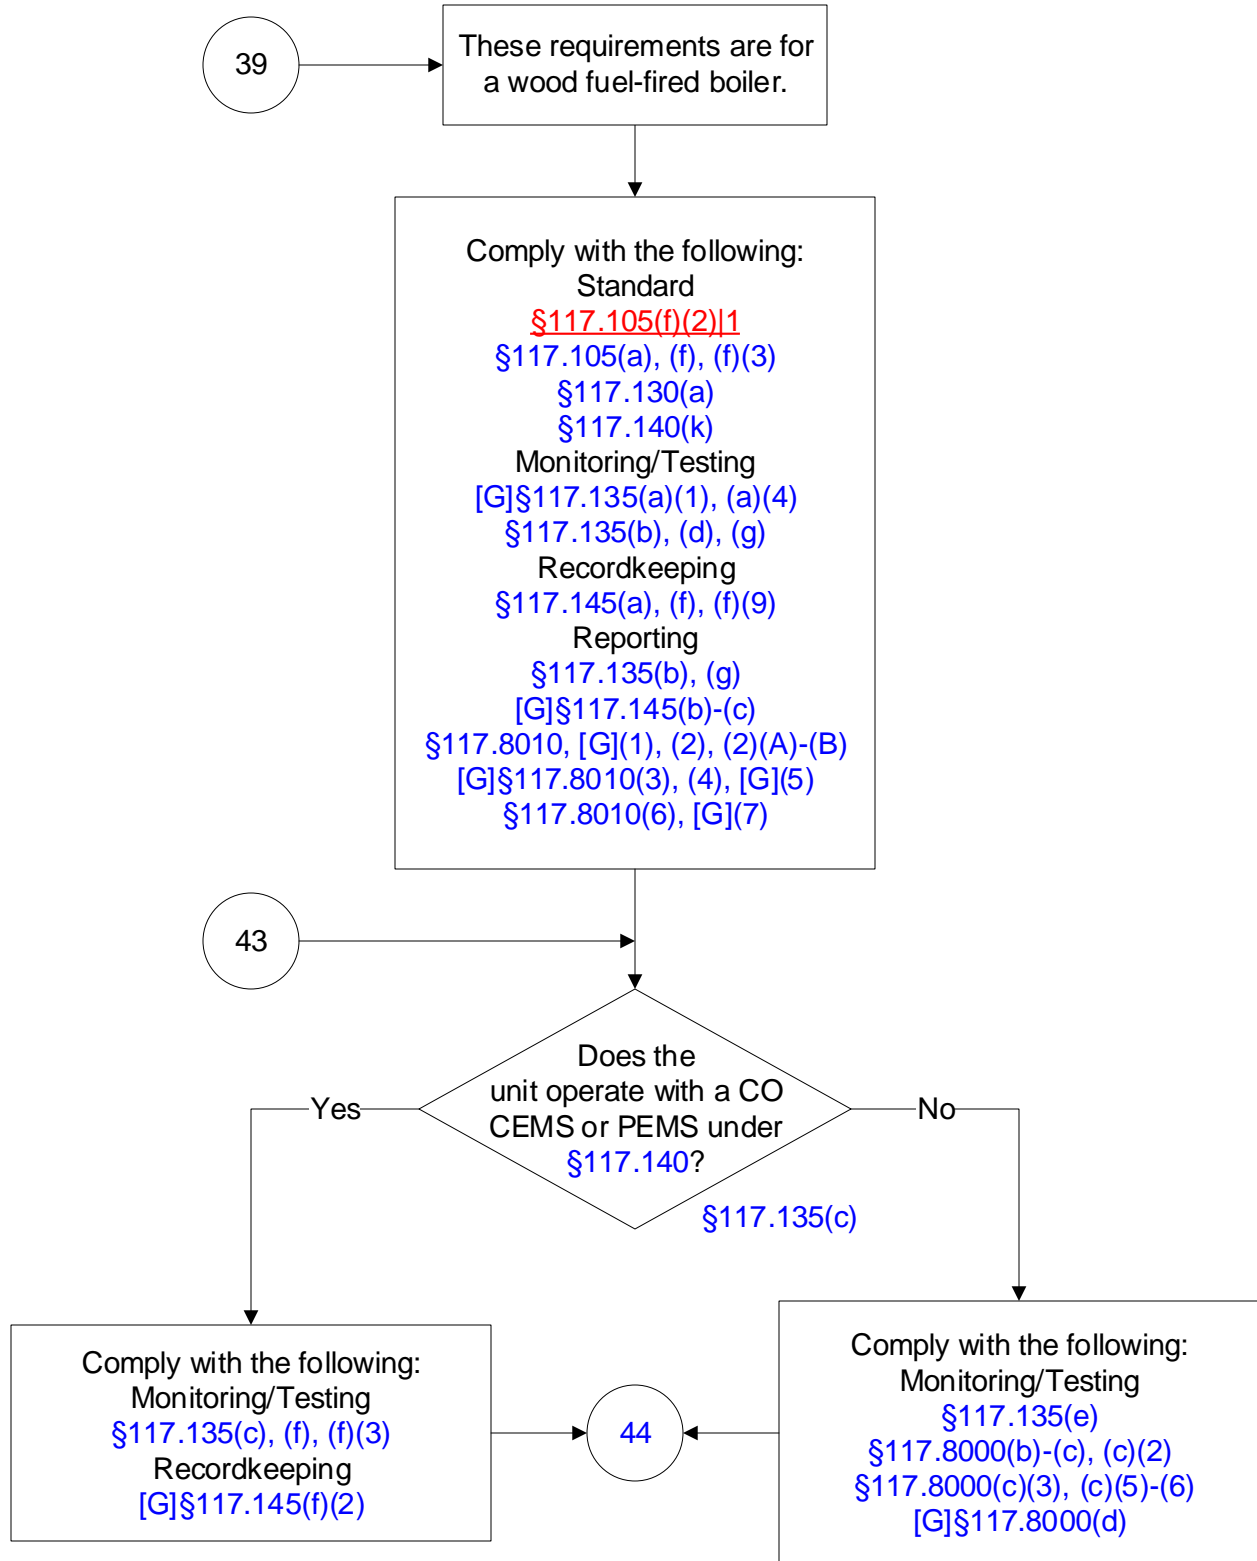 39
These requirements are for
a wood fuel-fired boiler.
Comply with the following:
Standard
§117.105(f)(2)|1
§117.105(a), (f), (f)(3)
§117.130(a)
§117.140(k)
Monitoring/Testing
[G]§117.135(a)(1), (a)(4)
§117.135(b), (d), (g)
Recordkeeping
§117.145(a), (f), (f)(9)
Reporting
§117.135(b), (g)
[G]§117.145(b)-(c)
§117.8010, [G](1), (2), (2)(A)-(B)
[G]§117.8010(3), (4), [G](5)
§117.8010(6), [G](7)
43
Does the
unit operate with a CO
CEMS or PEMS under
§117.140?
Yes
No
§117.135(c)
Comply with the following:
Monitoring/Testing
§117.135(c), (f), (f)(3)
Recordkeeping
[G]§117.145(f)(2)
44
Comply with the following:
Monitoring/Testing
§117.135(e)
§117.8000(b)-(c), (c)(2)
§117.8000(c)(3), (c)(5)-(6)
[G]§117.8000(d)